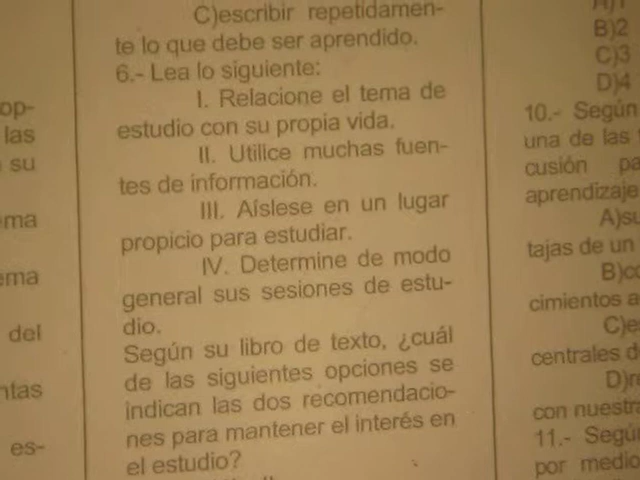 op-
las
su
ma
ema
del
ntas
es-
C)escribir repetidamen-
te lo que debe ser aprendido.
6.- Lea lo siguiente:
I. Relacione el tema de
estudio con su propia vida.
II. Utilice muchas fuen-
tes de información.
III. Aíslese en un lugar
propicio para estudiar.
IV. Determine de modo
general sus sesiones de estu-
dio.
Según su libro de texto, ¿cuál
de las siguientes opciones se
indican las dos recomendacio-
nes para mantener el interés en
el estudio?
A)1
B)2
C)3
D)4
10.- Según
una de las
cusión pa
aprendizaje
A)su
tajas de un
B)co
cimientos a
C)e
centrales d
D)re
con nuestra
11.- Segú
por medio